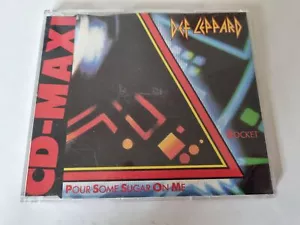 CD-MAXI
DEF LEPPARD
ROCKET
POUR SOME SUGAR ON ME